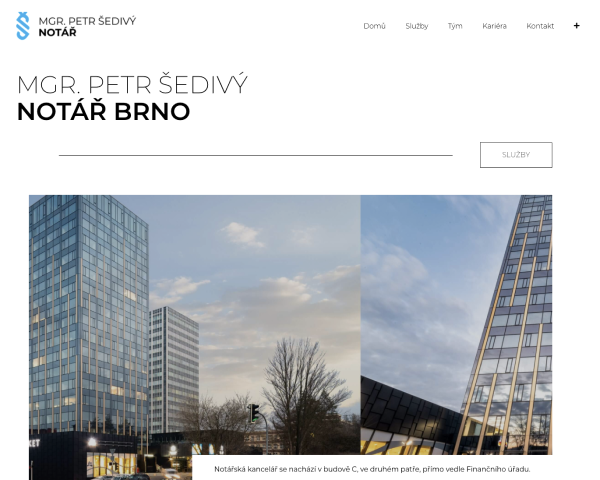 MGR. PETR ŠEDIVÝ
NOTÁŘ
Domů
Služby
Tým
Kariéra
Kontakt
+
MGR. PETR ŠEDIVÝ
NOTÁŘ BRNO
SLUŽBY
E
KET
Notářská kancelář se nachází v budově C, ve druhém patře, přímo vedle Finančního úřadu.